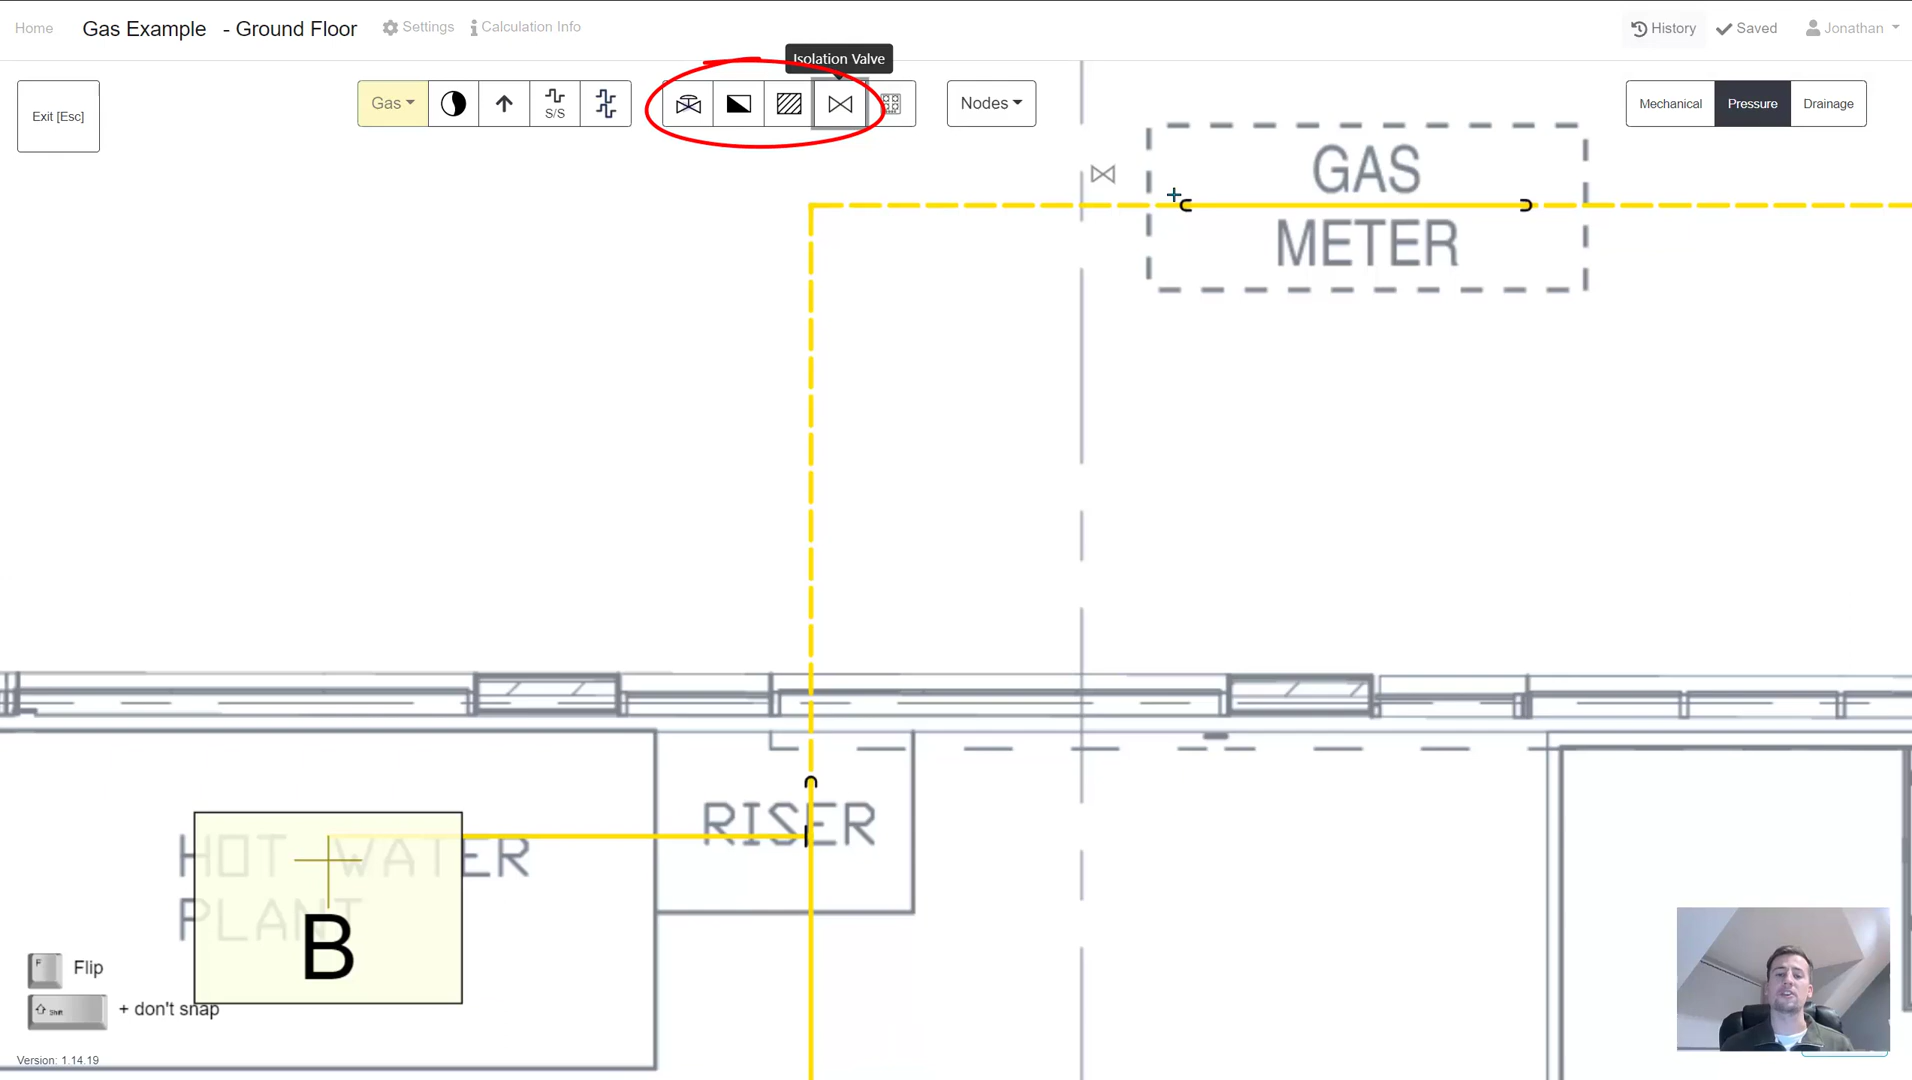 Home
Gas Example - Ground Floor
Settings
Calculation Info
History
Saved
Jonathan
Isolation Valve
Exit [Esc]
Gas
S/S
Nodes
Mechanical
Pressure
Drainage
GAS
METER
RISER
HOT WATER
PLANT
B
F
Flip
Shift
+ don't snap
Version: 1.14.19